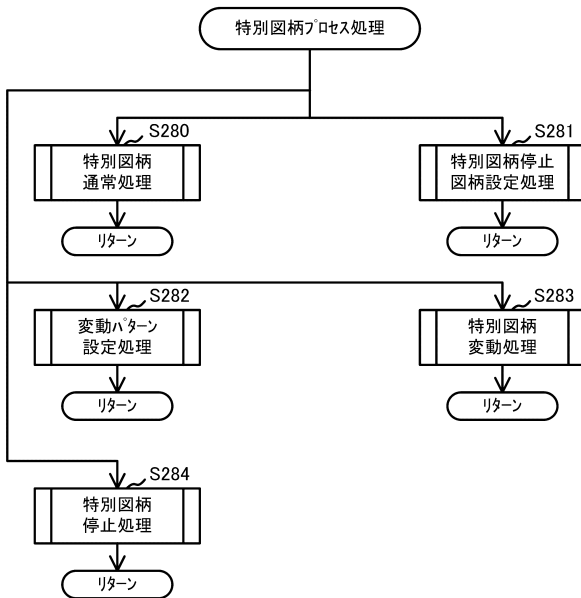 特別図柄プロセス処理
S280
特別図柄
通常処理
リターン
S281
特別図柄停止
図柄設定処理
リターン
S282
変動パターン
設定処理
リターン
S283
特別図柄
変動処理
リターン
S284
特別図柄
停止処理
リターン